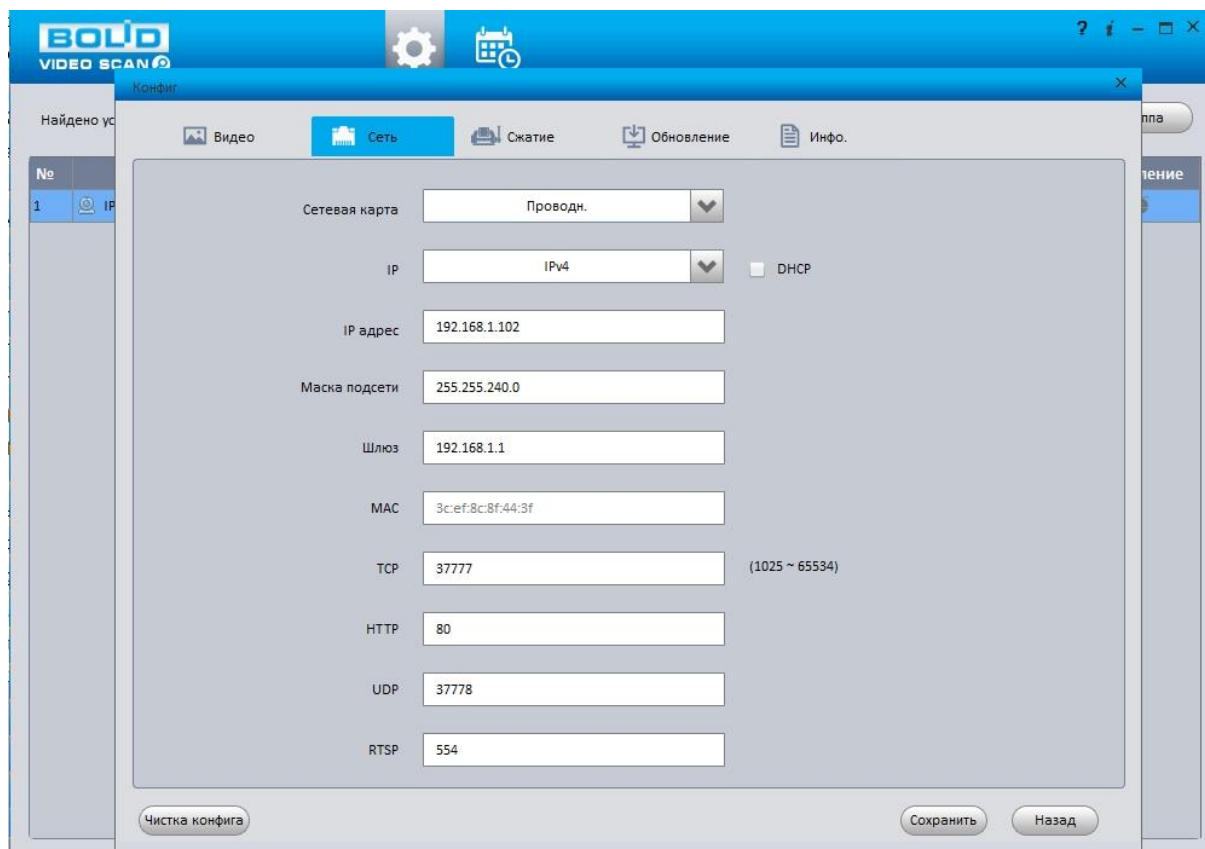 BOLID
VIDEO SCAN
? i
Конфиг
Найдено ус
ппа
Видео
Сеть
Сжатие
Обновление
Инфо.
№
ление
1 IP
Сетевая карта Проводн.
IP IPv4 DHCP
IP адрес 192.168.1.102
Маска подсети 255.255.240.0
Шлюз 192.168.1.1
MAC 3c:ef:8c:8f:44:3f
TCP 37777 (1025 ~ 65534)
HTTP 80
UDP 37778
RTSP 554
Чистка конфига
Сохранить
Назад